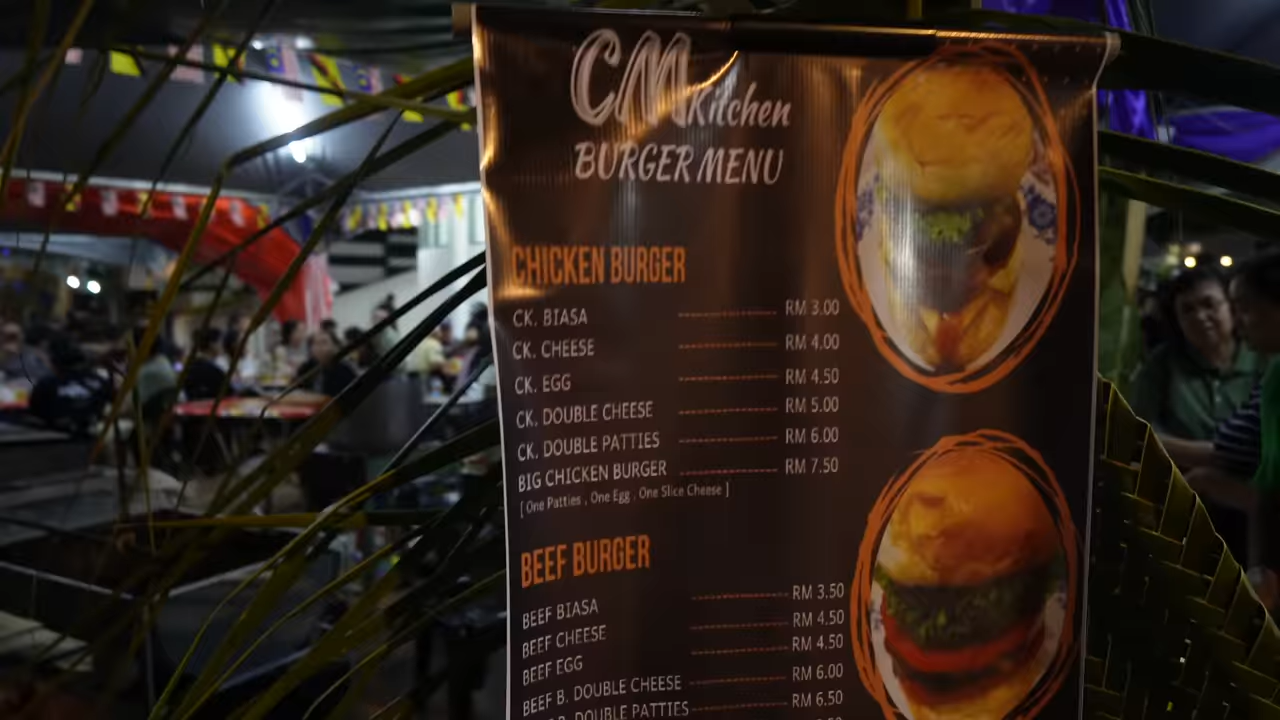 CM Kitchen
BURGER MENU
CHICKEN BURGER
CK. BIASA RM 3.00
CK. CHEESE RM 4.00
CK. EGG RM 4.50
CK. DOUBLE CHEESE RM 5.00
CK. DOUBLE PATTIES RM 6.00
BIG CHICKEN BURGER RM 7.50
[ One Patties , One Egg , One Slice Cheese ]
BEEF BURGER
BEEF BIASA RM 3.50
BEEF CHEESE RM 4.50
BEEF EGG RM 4.50
BEEF B. DOUBLE CHEESE RM 6.00
DOUBLE PATTIES RM 6.50